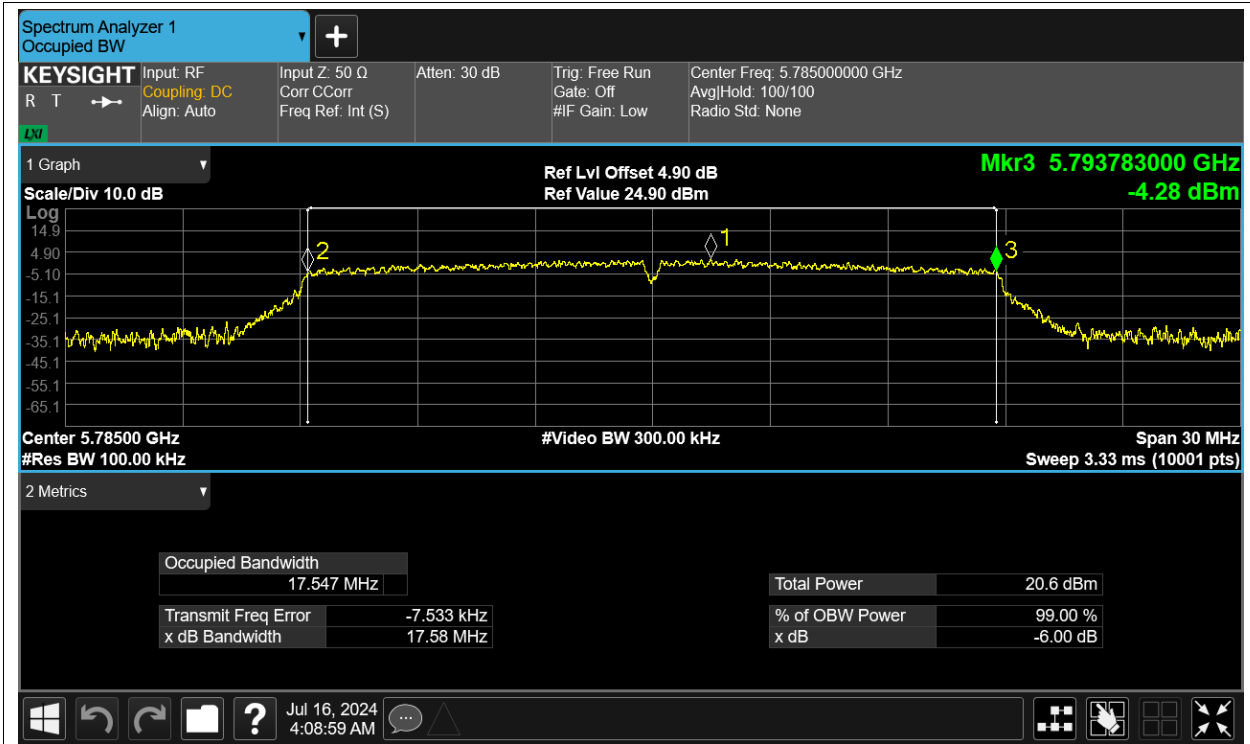 Spectrum Analyzer 1
Occupied BW
KEYSIGHT
R T
LXI
Input: RF
Coupling: DC
Align: Auto
Input Z: 50 Ω
Corr CCorr
Freq Ref: Int (S)
Atten: 30 dB
Trig: Free Run
Gate: Off
#IF Gain: Low
Center Freq: 5.785000000 GHz
Avg|Hold: 100/100
Radio Std: None
1 Graph
Scale/Div 10.0 dB
Ref Lvl Offset 4.90 dB
Ref Value 24.90 dBm
Mkr3 5.793783000 GHz
-4.28 dBm
Log
14.9
4.90
-5.10
-15.1
-25.1
-35.1
-45.1
-55.1
-65.1
2
1
3
Center 5.78500 GHz
#Res BW 100.00 kHz
#Video BW 300.00 kHz
Span 30 MHz
Sweep 3.33 ms (10001 pts)
2 Metrics
Occupied Bandwidth
17.547 MHz
Transmit Freq Error -7.533 kHz
x dB Bandwidth 17.58 MHz
Total Power 20.6 dBm
% of OBW Power 99.00 %
x dB -6.00 dB
?
Jul 16, 2024
4:08:59 AM